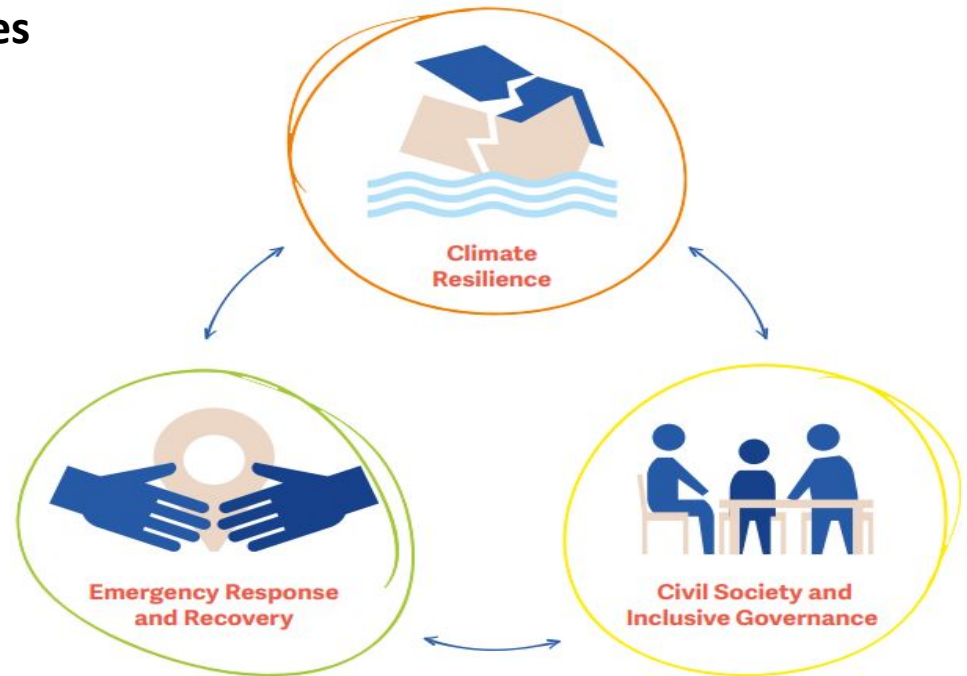 es
Climate
Resilience
Emergency Response
and Recovery
Civil Society and
Inclusive Governance